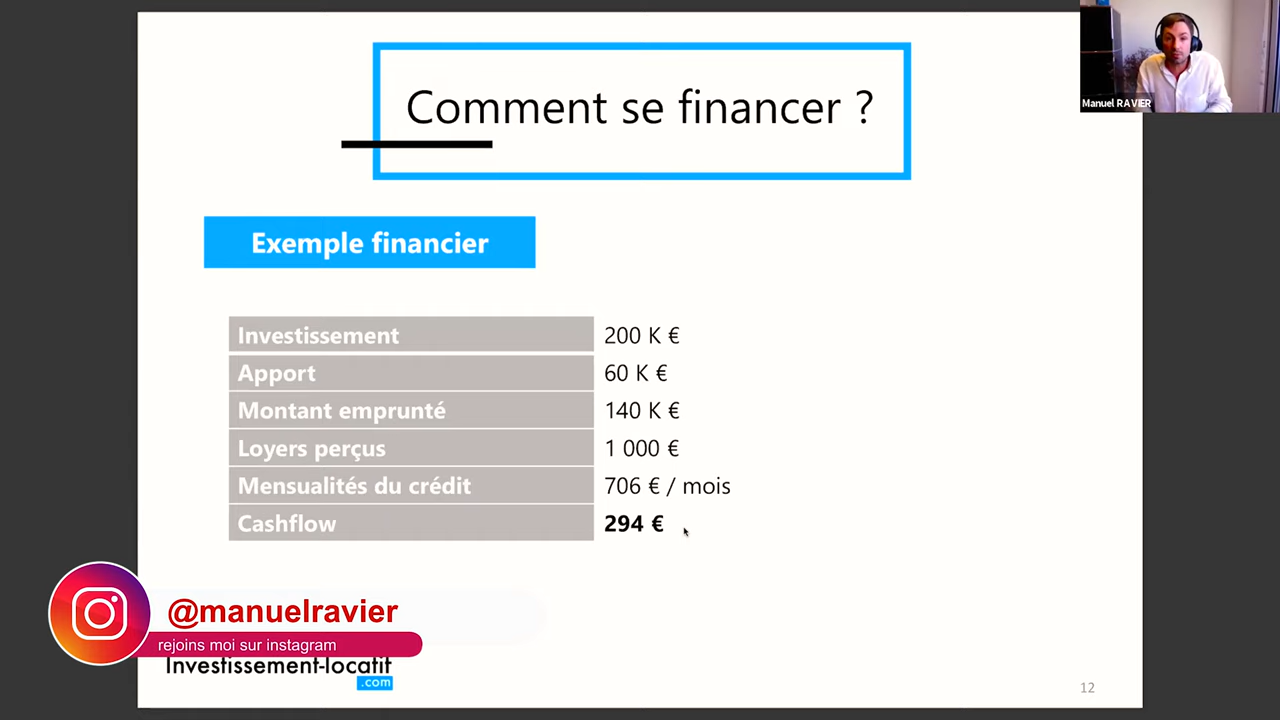 Comment se financer ?
Manuel RAVIER
Exemple financier
Investissement 200 K €
Apport 60 K €
Montant emprunté 140 K €
Loyers perçus 1 000 €
Mensualités du crédit 706 € / mois
Cashflow 294 €
@manuelravier
rejoins moi sur instagram
Investissement-locatif
.com
12